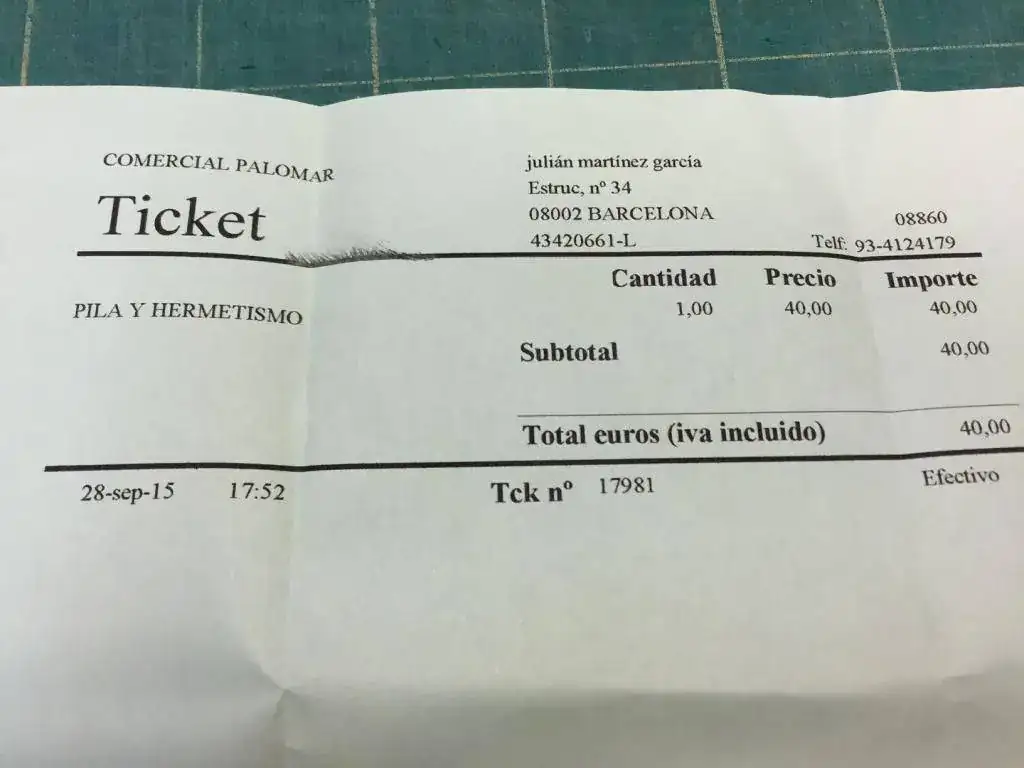 COMERCIAL PALOMAR
Ticket
julián martínez garcía
Estruc, nº 34
08002 BARCELONA 08860
43420661-L Telf: 93-4124179
Cantidad Precio Importe
PILA Y HERMETISMO 1,00 40,00 40,00
Subtotal 40,00
Total euros (iva incluido) 40,00
28-sep-15 17:52 Tck nº 17981 Efectivo